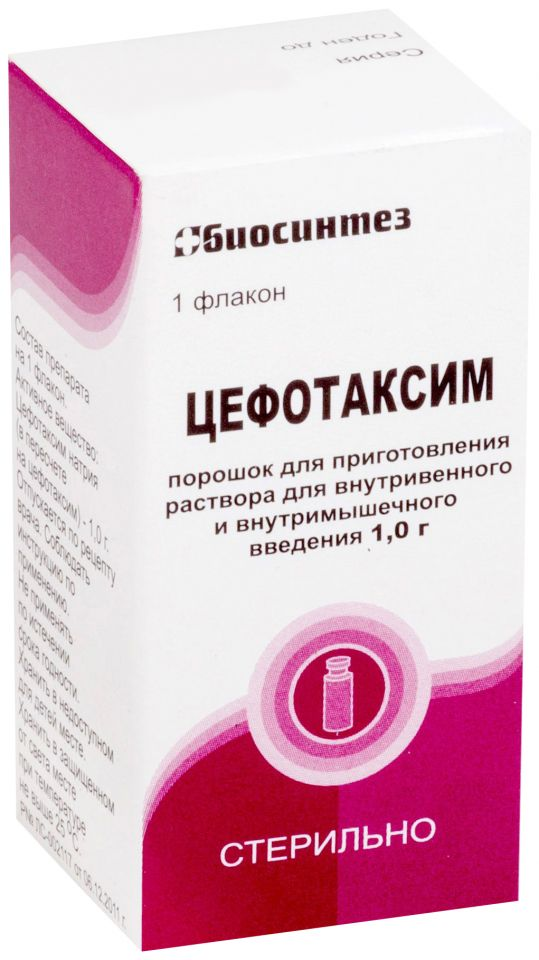 Серия
Годен до
биосинтез
1 флакон
ЦЕФОТАКСИМ
порошок для приготовления
раствора для внутривенного
и внутримышечного
введения 1,0 г
СТЕРИЛЬНО
Состав препарата
на 1 флакон.
Активное вещество:
Цефотаксим натрия
(в пересчете
на цефотаксим) - 1,0 г.
Отпускается по рецепту
врача. Соблюдать
инструкцию по
применению.
Не применять
по истечении
срока годности.
Хранить в недоступном
для детей месте.
Хранить в защищенном
от света месте
при температуре
не выше 25 °С.
Р№ ЛС-002117 от 06.12.2011 г.